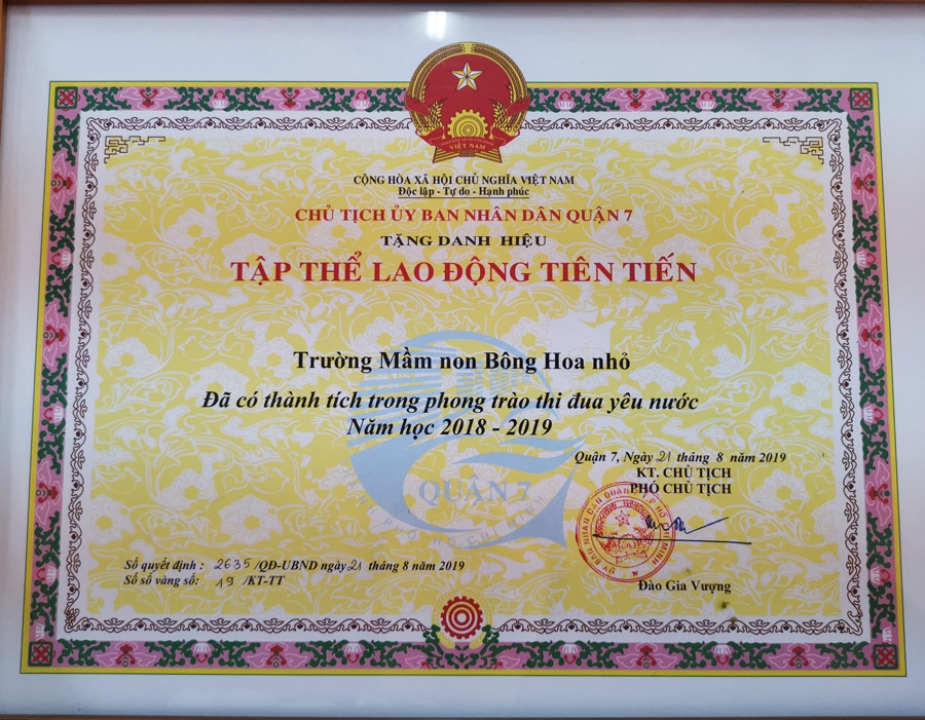 VIỆT NAM
CỘNG HÒA XÃ HỘI CHỦ NGHĨA VIỆT NAM
Độc lập - Tự do - Hạnh phúc
CHỦ TỊCH ỦY BAN NHÂN DÂN QUẬN 7
TẶNG DANH HIỆU
TẬP THỂ LAO ĐỘNG TIÊN TIẾN
Trường Mầm non Bông Hoa nhỏ
Đã có thành tích trong phong trào thi đua yêu nước
Năm học 2018 - 2019
Quận 7, Ngày 21 tháng 8 năm 2019
KT. CHỦ TỊCH
PHÓ CHỦ TỊCH
QUẬN 7
Số quyết định : 2635/QĐ-UBND ngày 21 tháng 8 năm 2019
Số sổ vàng số: 19 /KT-TT
Đào Gia Vượng